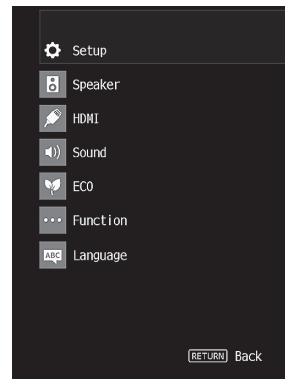 Setup
Speaker
HDMI
Sound
ECO
Function
ABC Language
RETURN Back